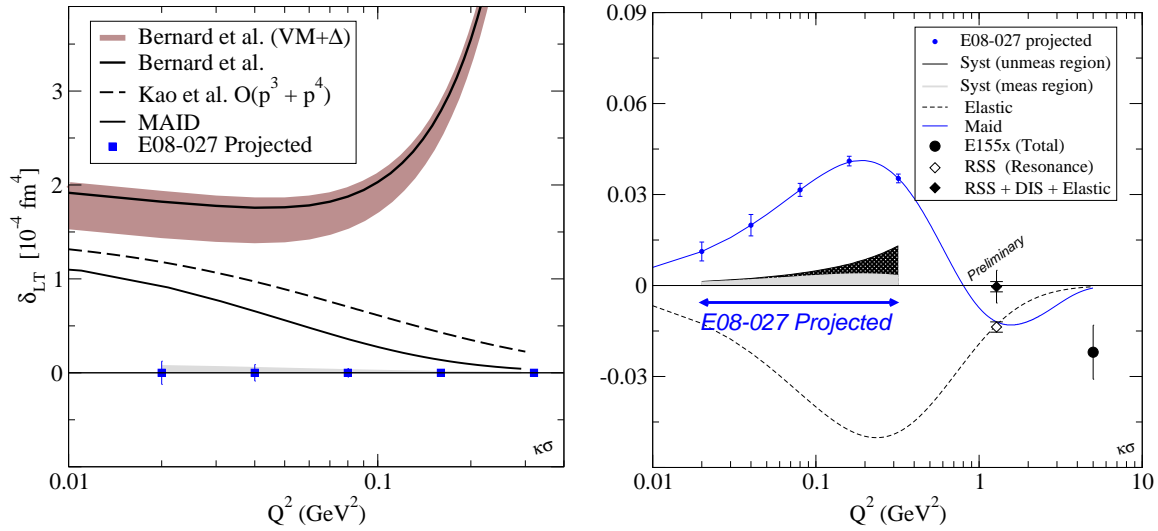 Bernard et al. (VM+Δ)
Bernard et al.
Kao et al. O(p³ + p⁴)
MAID
E08-027 Projected
δ_LT [10⁻⁴ fm⁴]
3
2
1
0
0.01
0.1
κσ
Q² (GeV²)
0.09
0.06
0.03
0
-0.03
E08-027 projected
Syst (unmeas region)
Syst (meas region)
Elastic
Maid
E155x (Total)
RSS (Resonance)
RSS + DIS + Elastic
Preliminary
E08-027 Projected
κσ
0.01
0.1
1
10
Q² (GeV²)